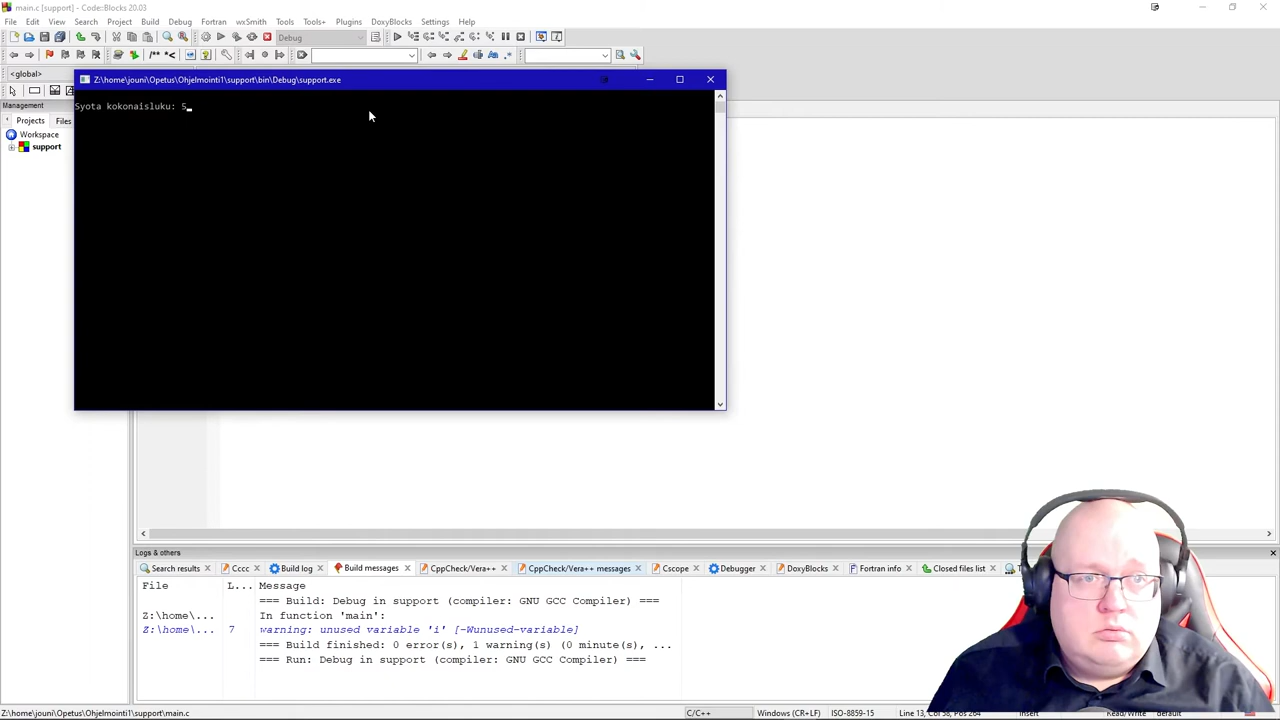 main.c [support] - Code::Blocks 20.03
File Edit View Search Project Build Debug Fortran wxSmith Tools Tools+ Plugins DoxyBlocks Settings Help
Debug
/** *<
<global>
Management
Projects Files
Workspace
support
Z:\home\jouni\Opetus\Ohjelmointi1\support\bin\Debug\support.exe
Syota kokonaisluku: 5
Logs & others
Search results Cccc Build log Build messages CppCheck/Vera++ CppCheck/Vera++ messages Cscope Debugger DoxyBlocks Fortran info Closed files list
File L... Message
=== Build: Debug in support (compiler: GNU GCC Compiler) ===
Z:\home\... In function 'main':
Z:\home\... 7 warning: unused variable 'i' [-Wunused-variable]
=== Build finished: 0 error(s), 1 warning(s) (0 minute(s), ...
=== Run: Debug in support (compiler: GNU GCC Compiler) ===
Z:\home\jouni\Opetus\Ohjelmointi1\support\main.c C/C++ Windows (CR+LF) ISO-8859-15 Line 13, Col 38, Pos 264 Insert Read/Write default